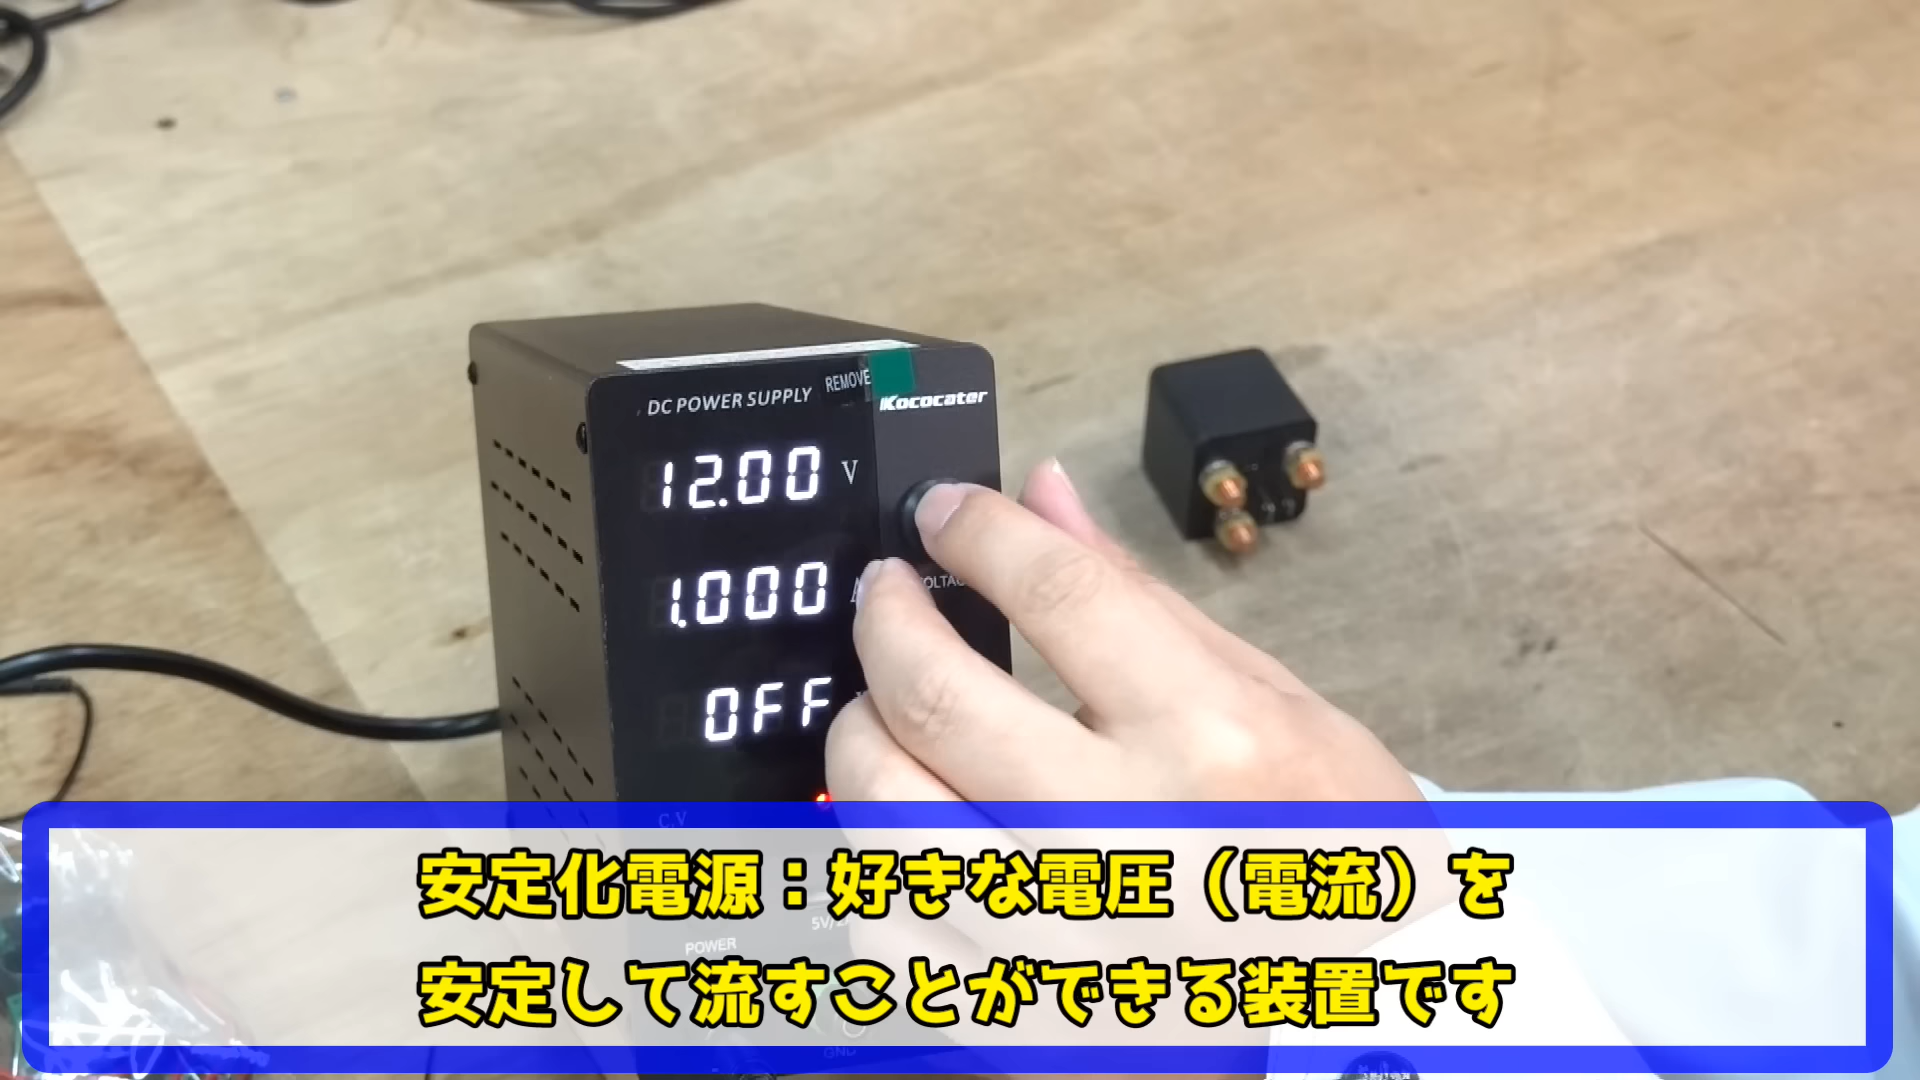 DC POWER SUPPLY
REMOVE
Kococater
12.00 V
1.000 A
OFF
C.V
安定化電源：好きな電圧（電流）を
安定して流すことができる装置です
POWER
GND